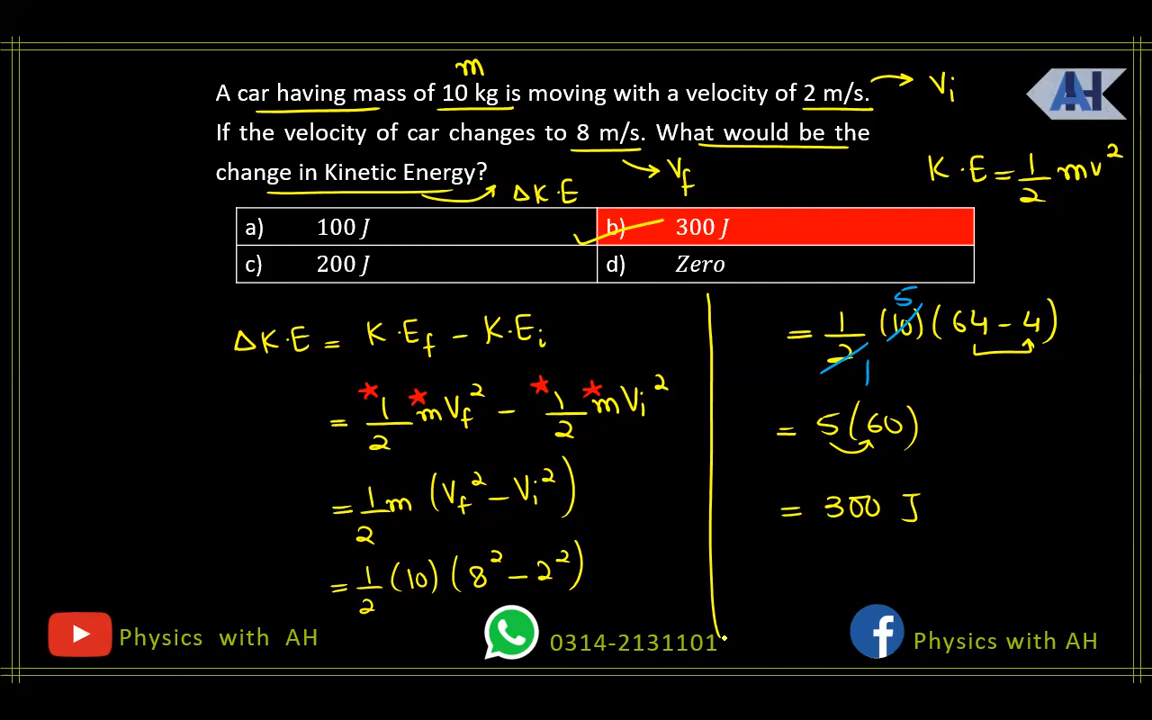 m
A car having mass of 10 kg is moving with a velocity of 2 m/s. → Vi
If the velocity of car changes to 8 m/s. What would be the
change in Kinetic Energy? → ΔK·E → Vf
K·E = 1/2 mv²
AH
a) 100 J b) 300 J
c) 200 J d) Zero
ΔK·E = K·Ef - K·Ei
= 1/2 mVf² - 1/2 mVi²
= 1/2 m (Vf² - Vi²)
= 1/2 (10) (8² - 2²)
= 1/2 (10) (64 - 4)
5
1
= 5(60)
= 300 J
Physics with AH
0314-2131101
Physics with AH